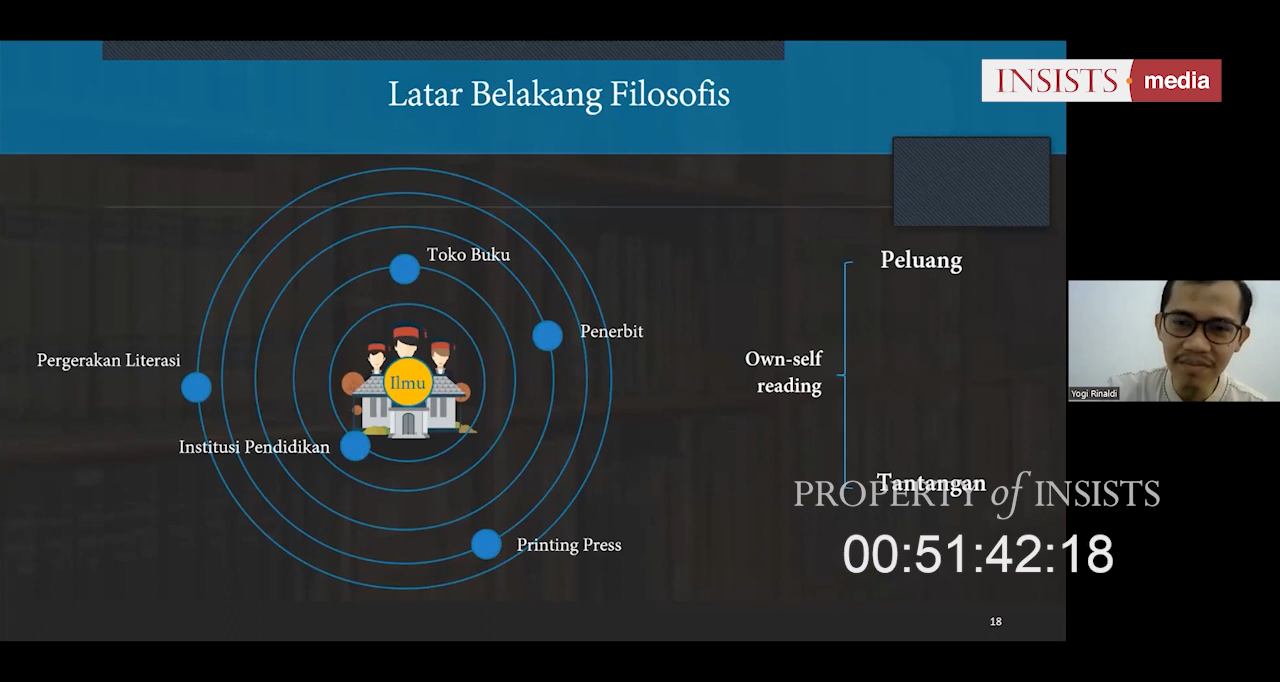 Latar Belakang Filosofis
INSISTS media
Toko Buku
Peluang
Penerbit
Pergerakan Literasi
Own-self
reading
Ilmu
Institusi Pendidikan
Yogi Rinaldi
Tantangan
PROPERTY of INSISTS
Printing Press
00:51:42:18
18